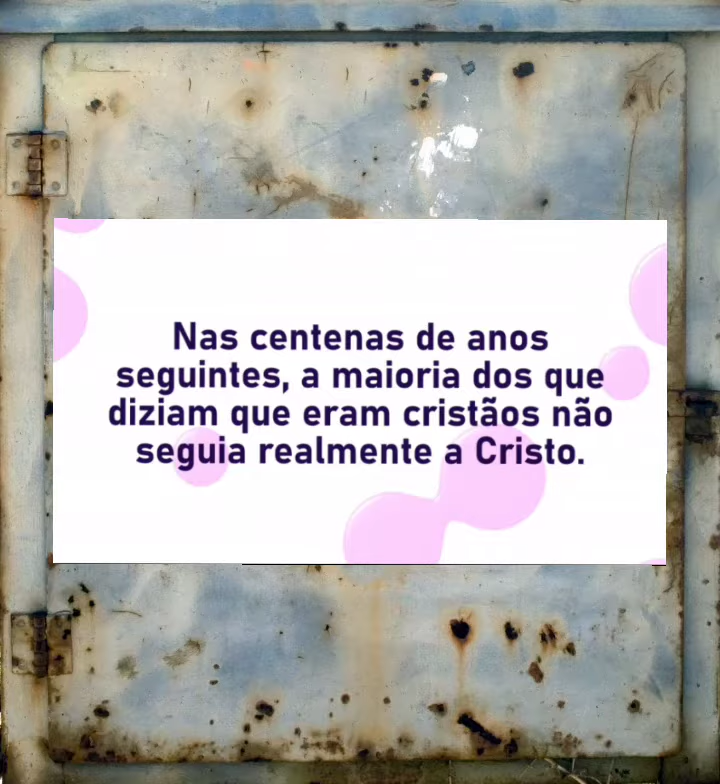 Nas centenas de anos
seguintes, a maioria dos que
diziam que eram cristãos não
seguia realmente a Cristo.